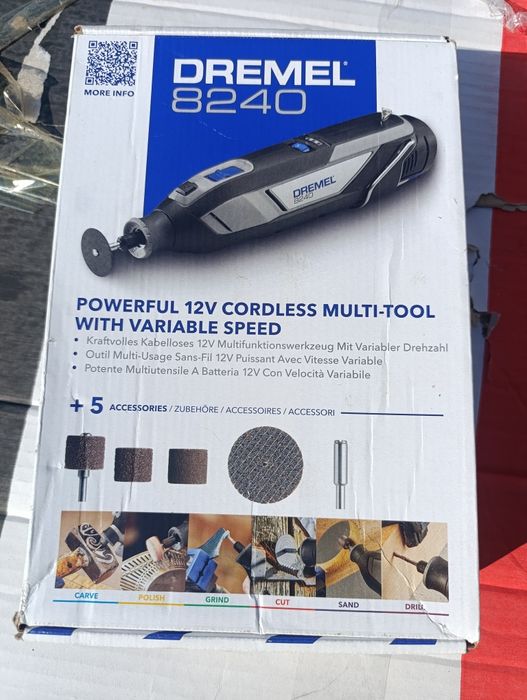 MORE INFO
DREMEL
8240
DREMEL
8240
POWERFUL 12V CORDLESS MULTI-TOOL
WITH VARIABLE SPEED
• Kraftvolles Kabelloses 12V Multifunktionswerkzeug Mit Variabler Drehzahl
• Outil Multi-Usage Sans-Fil 12V Puissant Avec Vitesse Variable
• Potente Multiutensile A Batteria 12V Con Velocità Variabile
+ 5 ACCESSORIES / ZUBEHÖRE / ACCESSOIRES / ACCESSORI
CARVE POLISH GRIND CUT SAND DRILL